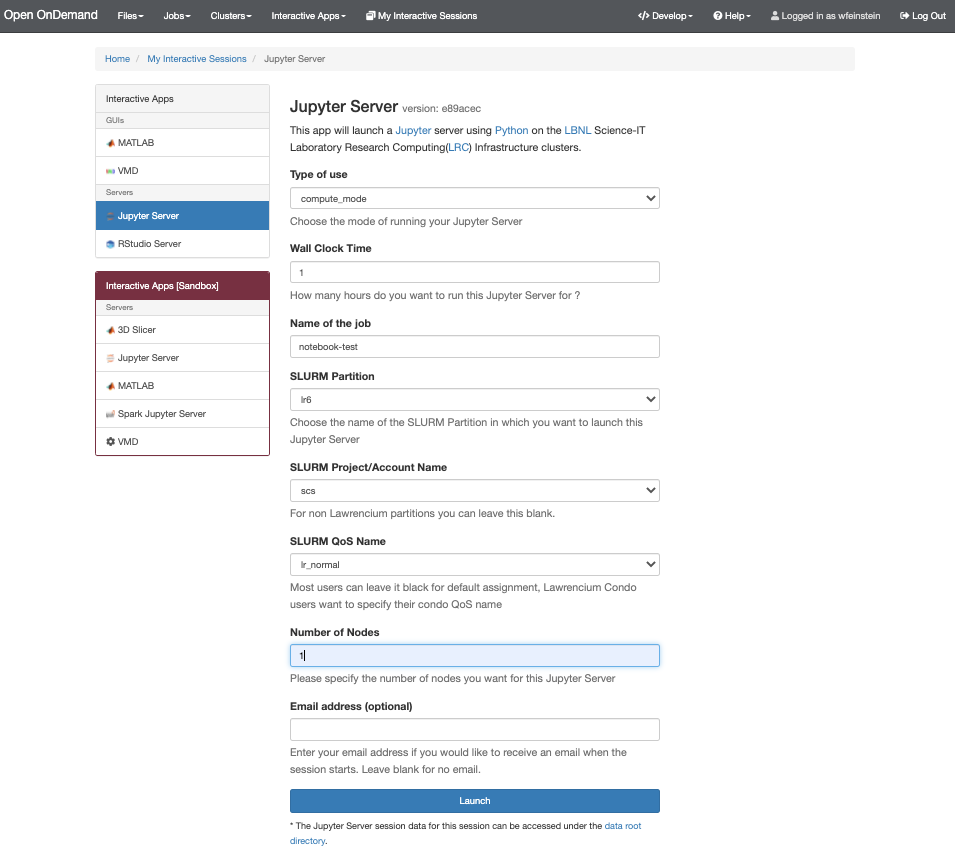 Open OnDemand Files Jobs Clusters Interactive Apps My Interactive Sessions </> Develop Help Logged in as wfeinstein Log Out
Home / My Interactive Sessions / Jupyter Server
Interactive Apps
GUIs
MATLAB
VMD
Servers
Jupyter Server
RStudio Server
Interactive Apps [Sandbox]
Servers
3D Slicer
Jupyter Server
MATLAB
Spark Jupyter Server
VMD
Jupyter Server version: e89acec
This app will launch a Jupyter server using Python on the LBNL Science-IT
Laboratory Research Computing(LRC) Infrastructure clusters.
Type of use
compute_mode
Choose the mode of running your Jupyter Server
Wall Clock Time
1
How many hours do you want to run this Jupyter Server for ?
Name of the job
notebook-test
SLURM Partition
lr6
Choose the name of the SLURM Partition in which you want to launch this
Jupyter Server
SLURM Project/Account Name
scs
For non Lawrencium partitions you can leave this blank.
SLURM QoS Name
lr_normal
Most users can leave it black for default assignment, Lawrencium Condo
users want to specify their condo QoS name
Number of Nodes
1
Please specify the number of nodes you want for this Jupyter Server
Email address (optional)
Enter your email address if you would like to receive an email when the
session starts. Leave blank for no email.
Launch
* The Jupyter Server session data for this session can be accessed under the data root
directory.